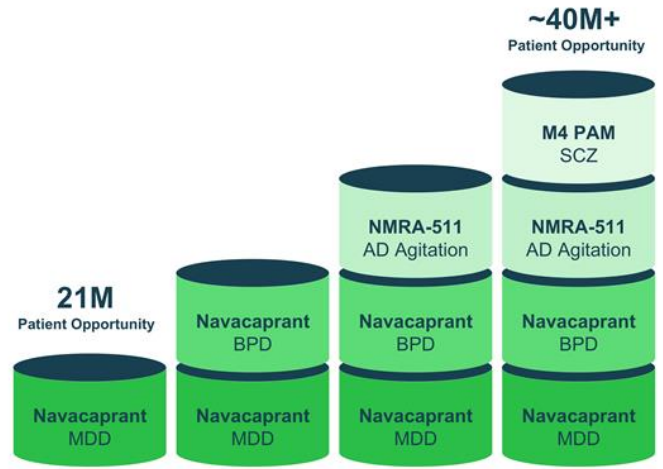 ~40M+
Patient Opportunity
M4 PAM
SCZ
NMRA-511
AD Agitation
NMRA-511
AD Agitation
21M
Patient Opportunity
Navacaprant
BPD
Navacaprant
BPD
Navacaprant
BPD
Navacaprant
MDD
Navacaprant
MDD
Navacaprant
MDD
Navacaprant
MDD